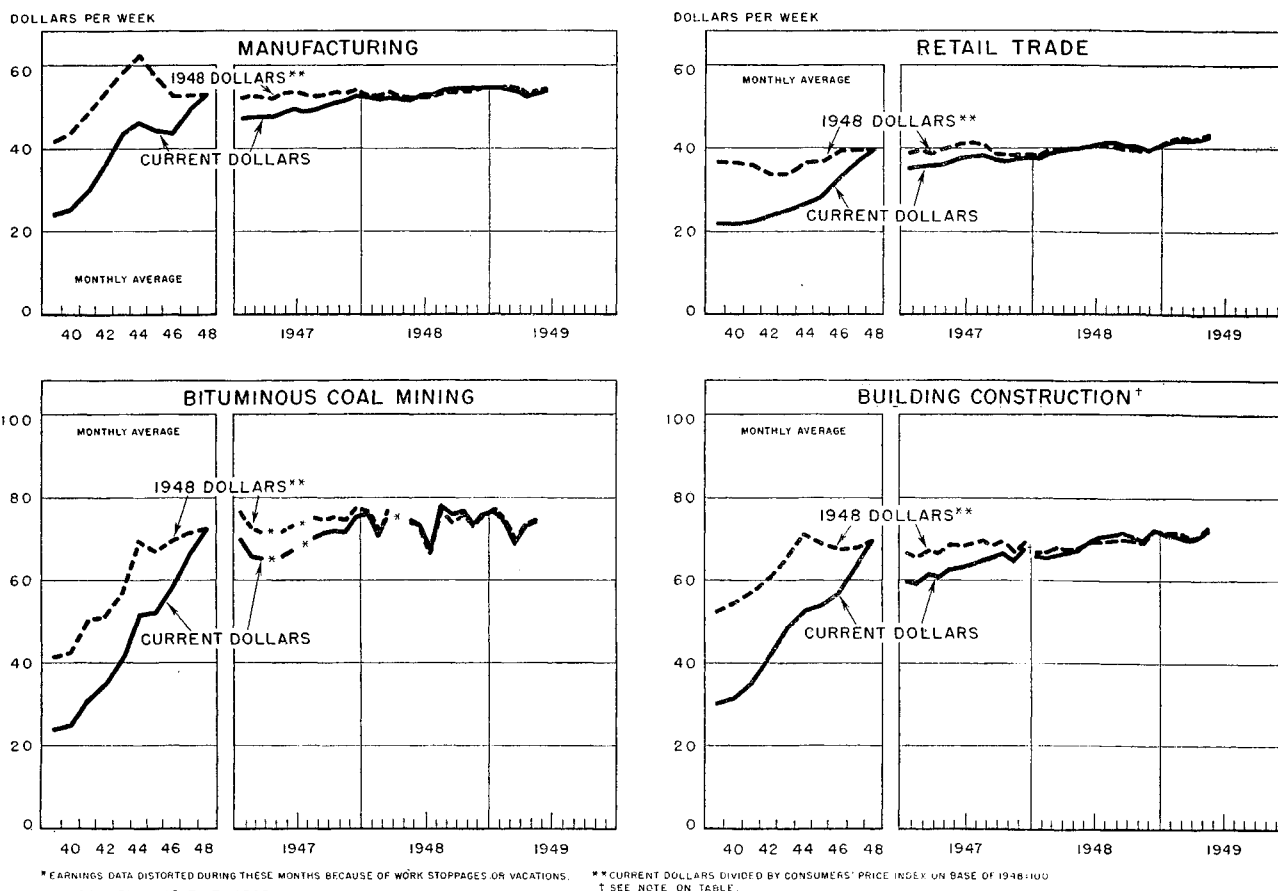 DOLLARS PER WEEK
MANUFACTURING
60
40
20
0
1948 DOLLARS**
CURRENT DOLLARS
MONTHLY AVERAGE
40 42 44 46 48 1947 1948 1949
DOLLARS PER WEEK
RETAIL TRADE
60
40
20
0
MONTHLY AVERAGE
1948 DOLLARS**
CURRENT DOLLARS
40 42 44 46 48 1947 1948 1949
BITUMINOUS COAL MINING
100
80
60
40
20
0
MONTHLY AVERAGE
1948 DOLLARS**
* * *
* *
CURRENT DOLLARS
40 42 44 46 48 1947 1948 1949
BUILDING CONSTRUCTION†
100
80
60
40
20
0
MONTHLY AVERAGE
1948 DOLLARS**
CURRENT DOLLARS
40 42 44 46 48 1947 1948 1949
*EARNINGS DATA DISTORTED DURING THESE MONTHS BECAUSE OF WORK STOPPAGES OR VACATIONS.
**CURRENT DOLLARS DIVIDED BY CONSUMERS' PRICE INDEX ON BASE OF 1948=100
† SEE NOTE ON TABLE.